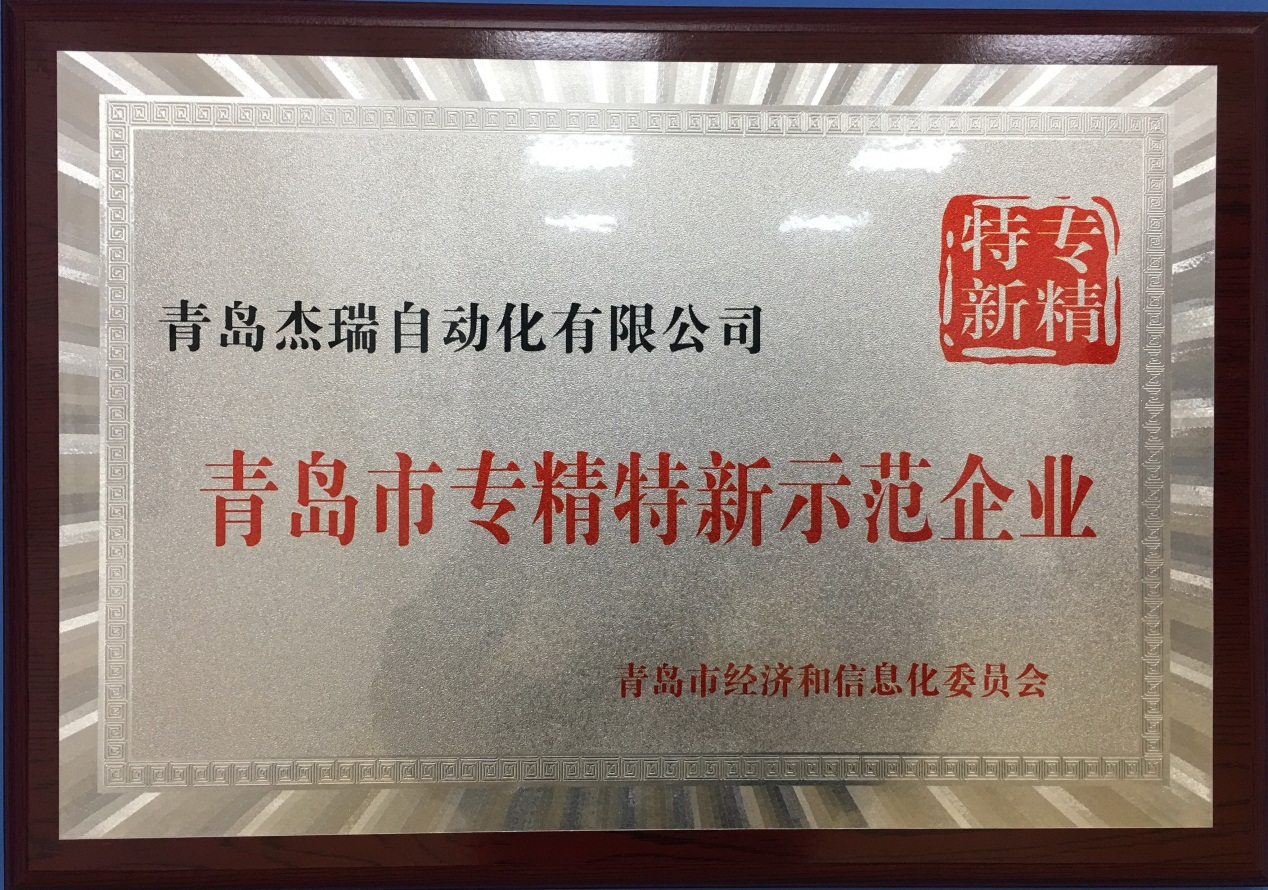 专精
特新
青岛杰瑞自动化有限公司
青岛市专精特新示范企业
青岛市经济和信息化委员会